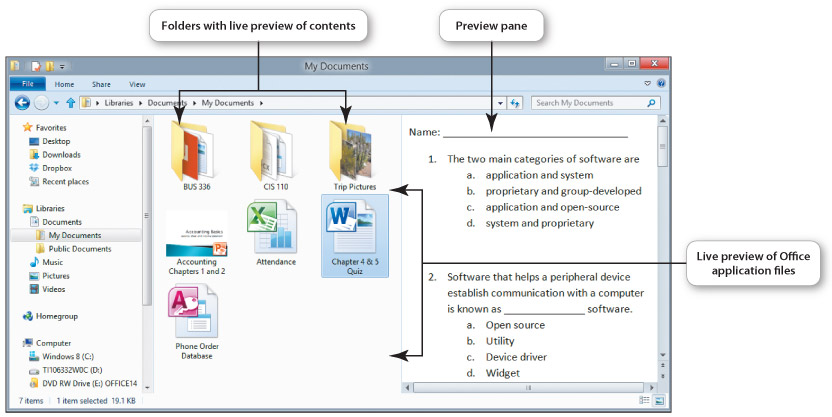 Folders with live preview of contents
Preview pane
My Documents
File Home Share View
Libraries Documents My Documents
Search My Documents
Favorites
Desktop
Downloads
Dropbox
Recent places
Libraries
Documents
My Documents
Public Documents
Music
Pictures
Videos
Homegroup
Computer
Windows 8 (C:)
TI106332W0C (D:)
DVD RW Drive (E:) OFFICE14
BUS 336
CIS 110
Trip Pictures
Accounting Basics
Accounting
Chapters 1 and 2
Attendance
Chapter 4 & 5
Quiz
Phone Order
Database
Name: ______________________________
1. The two main categories of software are
a. application and system
b. proprietary and group-developed
c. application and open-source
d. system and proprietary
2. Software that helps a peripheral device
establish communication with a computer
is known as ______________ software.
a. Open source
b. Utility
c. Device driver
d. Widget
Live preview of Office
application files
7 items 1 item selected 19.1 KB